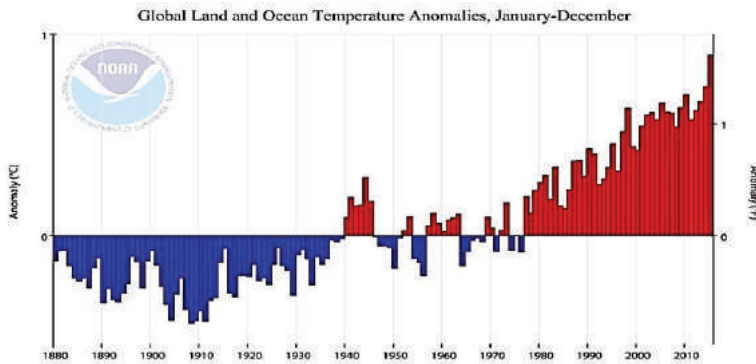 Global Land and Ocean Temperature Anomalies, January-December
1
1
0
0
Anomaly (°C)
Anomaly (°F)
NOAA
1880 1890 1900 1910 1920 1930 1940 1950 1960 1970 1980 1990 2000 2010